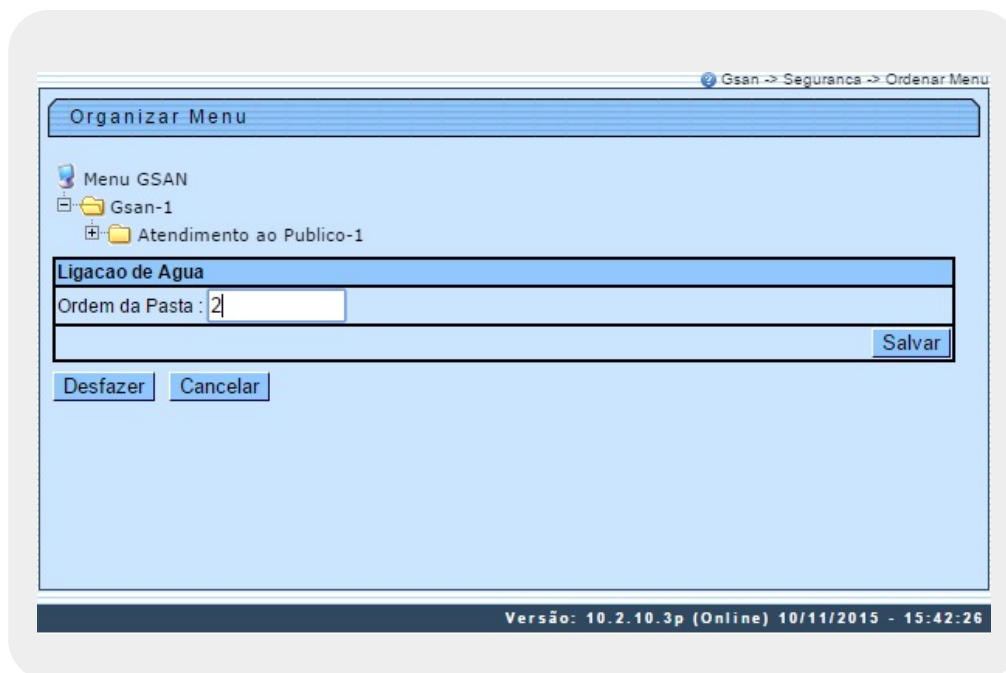 Gsan -> Seguranca -> Ordenar Menu
Organizar Menu
Menu GSAN
Gsan-1
Atendimento ao Publico-1
Ligacao de Agua
Ordem da Pasta : 2
Salvar
Desfazer Cancelar
Versão: 10.2.10.3p (Online) 10/11/2015 - 15:42:26